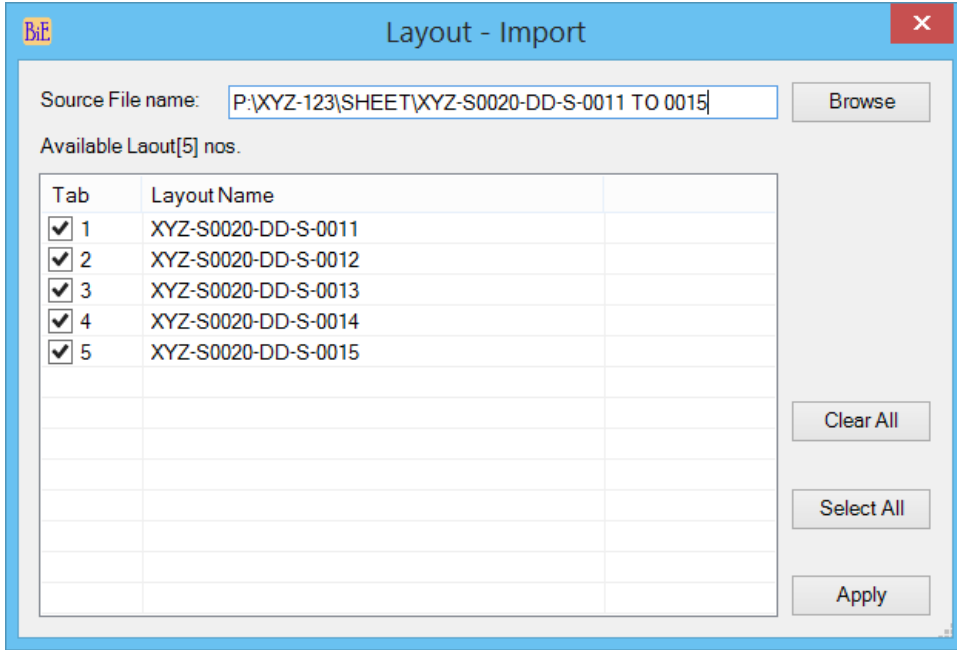 BiE
Layout - Import
Source File name: P:\XYZ-123\SHEET\XYZ-S0020-DD-S-0011 TO 0015 Browse
Available Laout[5] nos.
Tab Layout Name
1 XYZ-S0020-DD-S-0011
2 XYZ-S0020-DD-S-0012
3 XYZ-S0020-DD-S-0013
4 XYZ-S0020-DD-S-0014
5 XYZ-S0020-DD-S-0015
Clear All
Select All
Apply